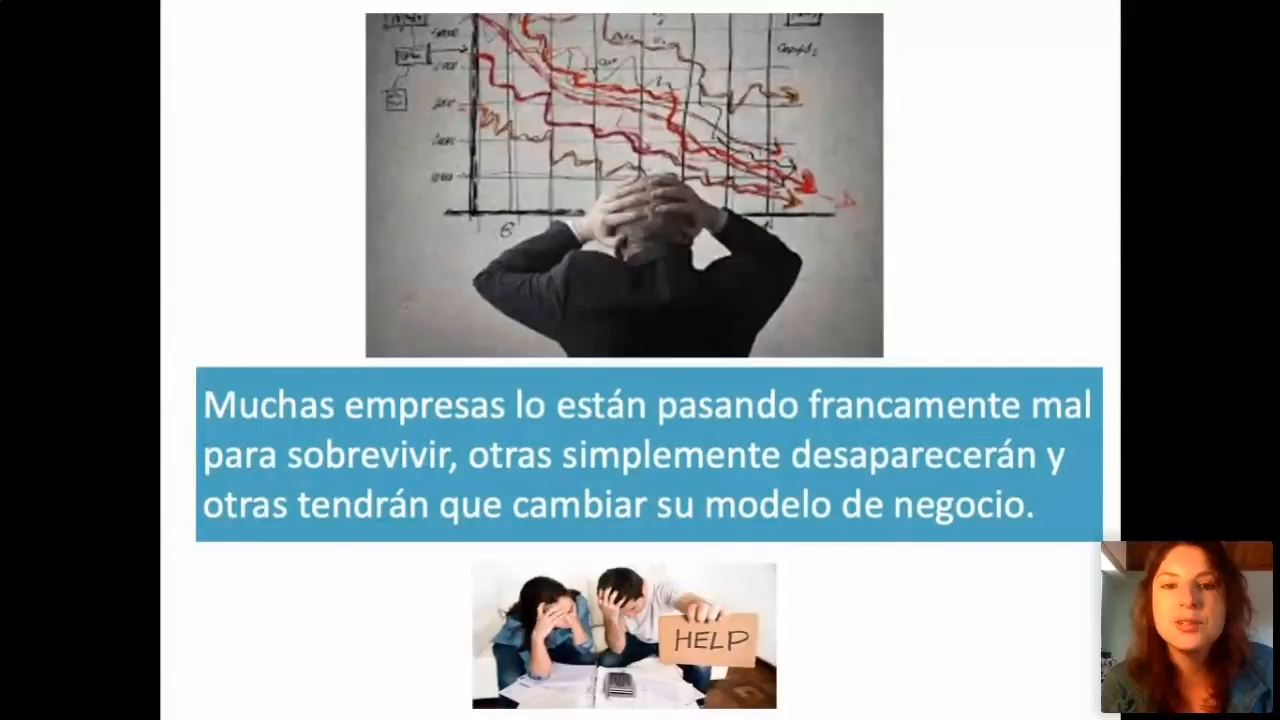 Muchas empresas lo están pasando francamente mal
para sobrevivir, otras simplemente desaparecerán y
otras tendrán que cambiar su modelo de negocio.
HELP